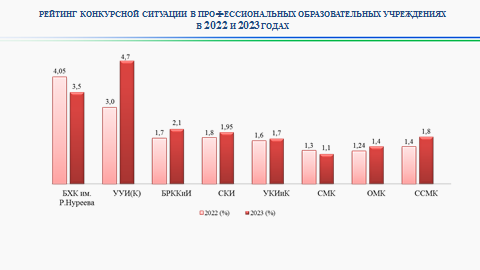 РЕЙТИНГ КОНКУРСНОЙ СИТУАЦИИ В ПРОФЕССИОНАЛЬНЫХ ОБРАЗОВАТЕЛЬНЫХ УЧРЕЖДЕНИЯХ
В 2022 И 2023 ГОДАХ
4,05 3,5 3,0 4,7 1,7 2,1 1,8 1,95 1,6 1,7 1,3 1,1 1,24 1,4 1,4 1,8
БХК им. УУИ(К) БРККиИ СКИ УКИиК СМК ОМК ССМК
Р.Нуреева
2022 (%) 2023 (%)